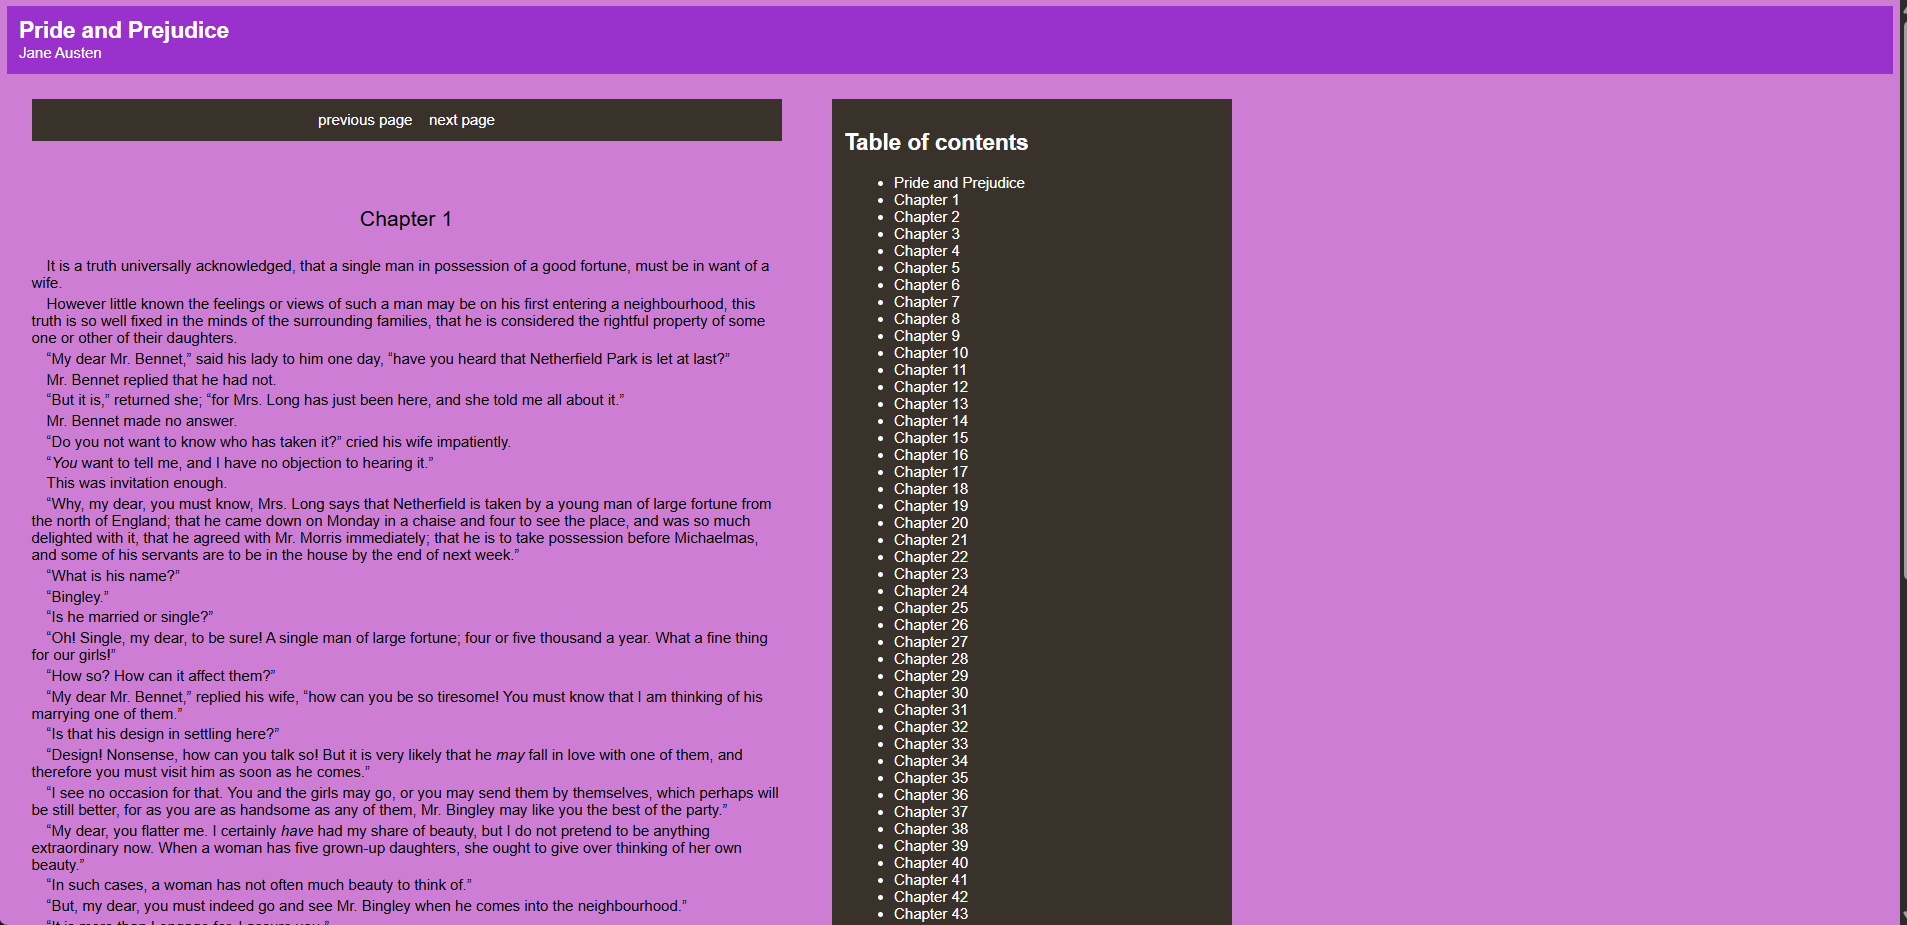 Pride and Prejudice
Jane Austen
previous page next page
Chapter 1
It is a truth universally acknowledged, that a single man in possession of a good fortune, must be in want of a
wife.
However little known the feelings or views of such a man may be on his first entering a neighbourhood, this
truth is so well fixed in the minds of the surrounding families, that he is considered the rightful property of some
one or other of their daughters.
“My dear Mr. Bennet,” said his lady to him one day, “have you heard that Netherfield Park is let at last?”
Mr. Bennet replied that he had not.
“But it is,” returned she; “for Mrs. Long has just been here, and she told me all about it.”
Mr. Bennet made no answer.
“Do you not want to know who has taken it?” cried his wife impatiently.
“You want to tell me, and I have no objection to hearing it.”
This was invitation enough.
“Why, my dear, you must know, Mrs. Long says that Netherfield is taken by a young man of large fortune from
the north of England; that he came down on Monday in a chaise and four to see the place, and was so much
delighted with it, that he agreed with Mr. Morris immediately; that he is to take possession before Michaelmas,
and some of his servants are to be in the house by the end of next week.”
“What is his name?”
“Bingley.”
“Is he married or single?”
“Oh! Single, my dear, to be sure! A single man of large fortune; four or five thousand a year. What a fine thing
for our girls!”
“How so? How can it affect them?”
“My dear Mr. Bennet,” replied his wife, “how can you be so tiresome! You must know that I am thinking of his
marrying one of them.”
“Is that his design in settling here?”
“Design! Nonsense, how can you talk so! But it is very likely that he may fall in love with one of them, and
therefore you must visit him as soon as he comes.”
“I see no occasion for that. You and the girls may go, or you may send them by themselves, which perhaps will
be still better, for as you are as handsome as any of them, Mr. Bingley may like you the best of the party.”
“My dear, you flatter me. I certainly have had my share of beauty, but I do not pretend to be anything
extraordinary now. When a woman has five grown-up daughters, she ought to give over thinking of her own
beauty.”
“In such cases, a woman has not often much beauty to think of.”
“But, my dear, you must indeed go and see Mr. Bingley when he comes into the neighbourhood.”
Table of contents
Pride and Prejudice
Chapter 1
Chapter 2
Chapter 3
Chapter 4
Chapter 5
Chapter 6
Chapter 7
Chapter 8
Chapter 9
Chapter 10
Chapter 11
Chapter 12
Chapter 13
Chapter 14
Chapter 15
Chapter 16
Chapter 17
Chapter 18
Chapter 19
Chapter 20
Chapter 21
Chapter 22
Chapter 23
Chapter 24
Chapter 25
Chapter 26
Chapter 27
Chapter 28
Chapter 29
Chapter 30
Chapter 31
Chapter 32
Chapter 33
Chapter 34
Chapter 35
Chapter 36
Chapter 37
Chapter 38
Chapter 39
Chapter 40
Chapter 41
Chapter 42
Chapter 43